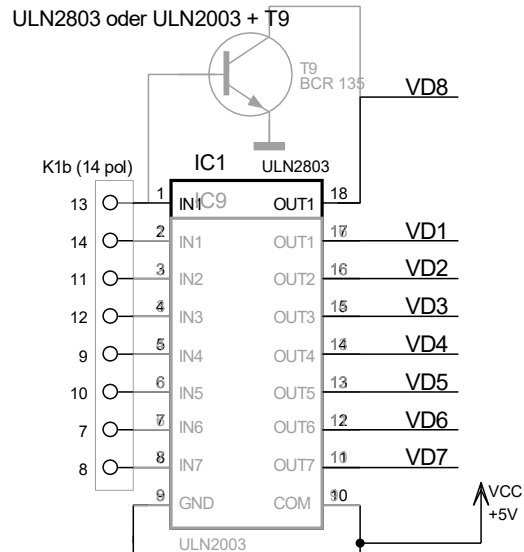 ULN2803 oder ULN2003 + T9
T9
BCR 135
VD8
K1b (14 pol)
IC1
ULN2803
13 1 IN1 IC9 OUT1 18
14 2 IN1 OUT1 17 VD1
11 3 IN2 OUT2 16 VD2
12 4 IN3 OUT3 15 VD3
9 5 IN4 OUT4 14 VD4
10 6 IN5 OUT5 13 VD5
7 7 IN6 OUT6 12 VD6
8 8 IN7 OUT7 11 VD7
9 GND COM 10
VCC
+5V
ULN2003